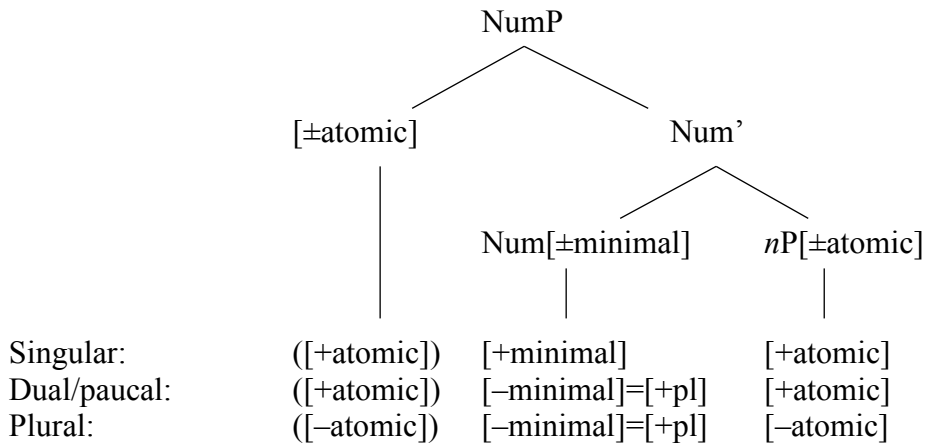 NumP
[±atomic] Num’
Num[±minimal] nP[±atomic]
Singular: ([+atomic]) [+minimal] [+atomic]
Dual/paucal: ([+atomic]) [–minimal]=[+pl] [+atomic]
Plural: ([–atomic]) [–minimal]=[+pl] [–atomic]